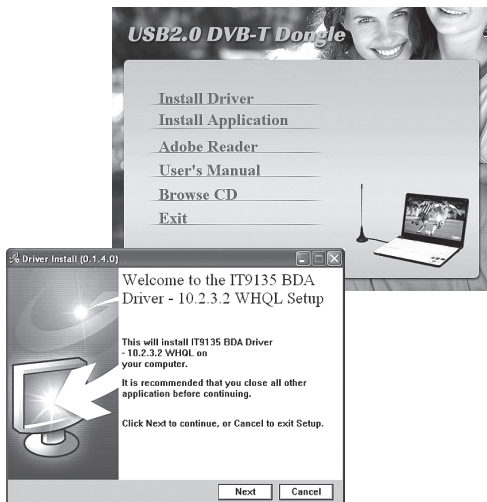 USB2.0 DVB-T Dongle
Install Driver
Install Application
Adobe Reader
User's Manual
Browse CD
Exit
Driver Install (0.1.4.0)
Welcome to the IT9135 BDA
Driver - 10.2.3.2 WHQL Setup
This will install IT9135 BDA Driver
- 10.2.3.2 WHQL on
your computer.
It is recommended that you close all other
application before continuing.
Click Next to continue, or Cancel to exit Setup.
Next Cancel